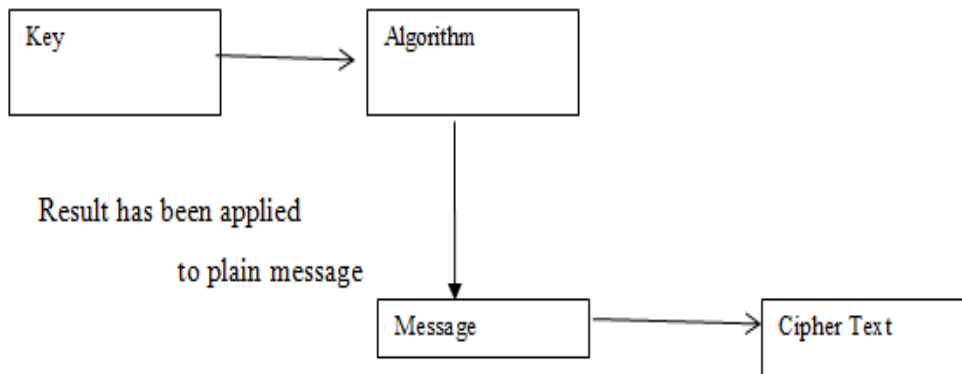 Key
Algorithm
Result has been applied
to plain message
Message
Cipher Text